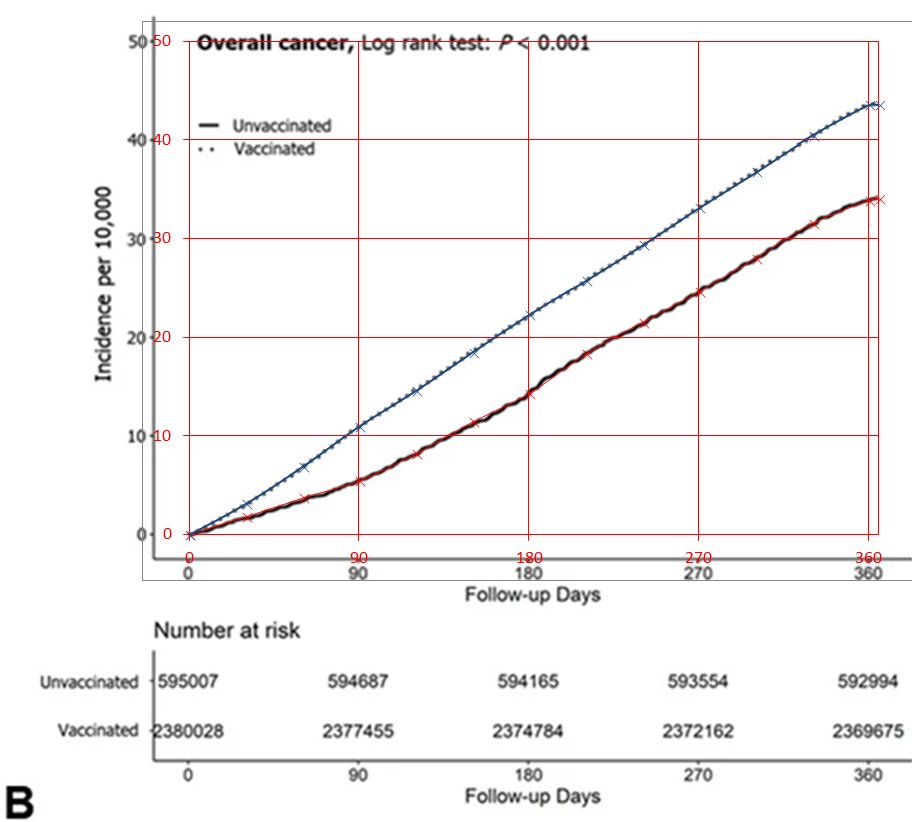 Overall cancer, Log rank test: P < 0.001
50 50
Unvaccinated
40 40
Vaccinated
Incidence per 10,000
30 30
20 20
10 10
0 0
0 90 180 270 360
0 90 180 270 360
Follow-up Days
Number at risk
Unvaccinated 595007 594687 594165 593554 592994
Vaccinated 2380028 2377455 2374784 2372162 2369675
0 90 180 270 360
Follow-up Days
B